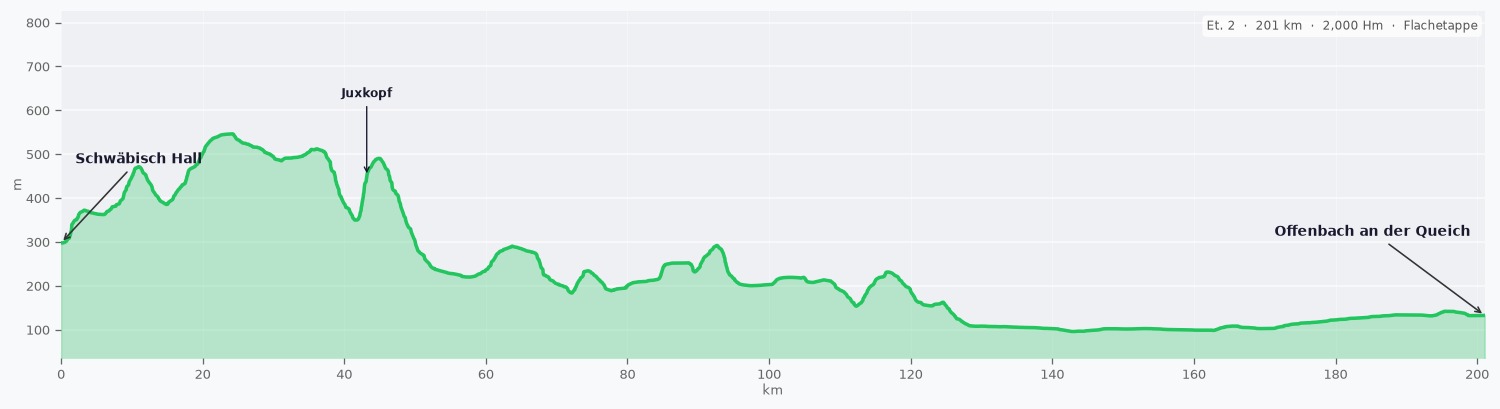 Et. 2 · 201 km · 2,000 Hm · Flachetappe
800
700
600
500
400
300
200
100
m
Juxkopf
Schwäbisch Hall
Offenbach an der Queich
0 20 40 60 80 100 120 140 160 180 200
km